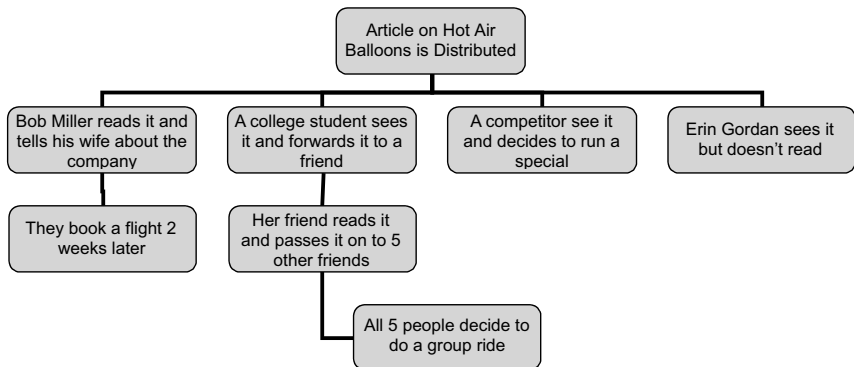 Article on Hot Air
Balloons is Distributed
Bob Miller reads it and
tells his wife about the
company
A college student sees
it and forwards it to a
friend
A competitor see it
and decides to run a
special
Erin Gordan sees it
but doesn’t read
They book a flight 2
weeks later
Her friend reads it
and passes it on to 5
other friends
All 5 people decide to
do a group ride